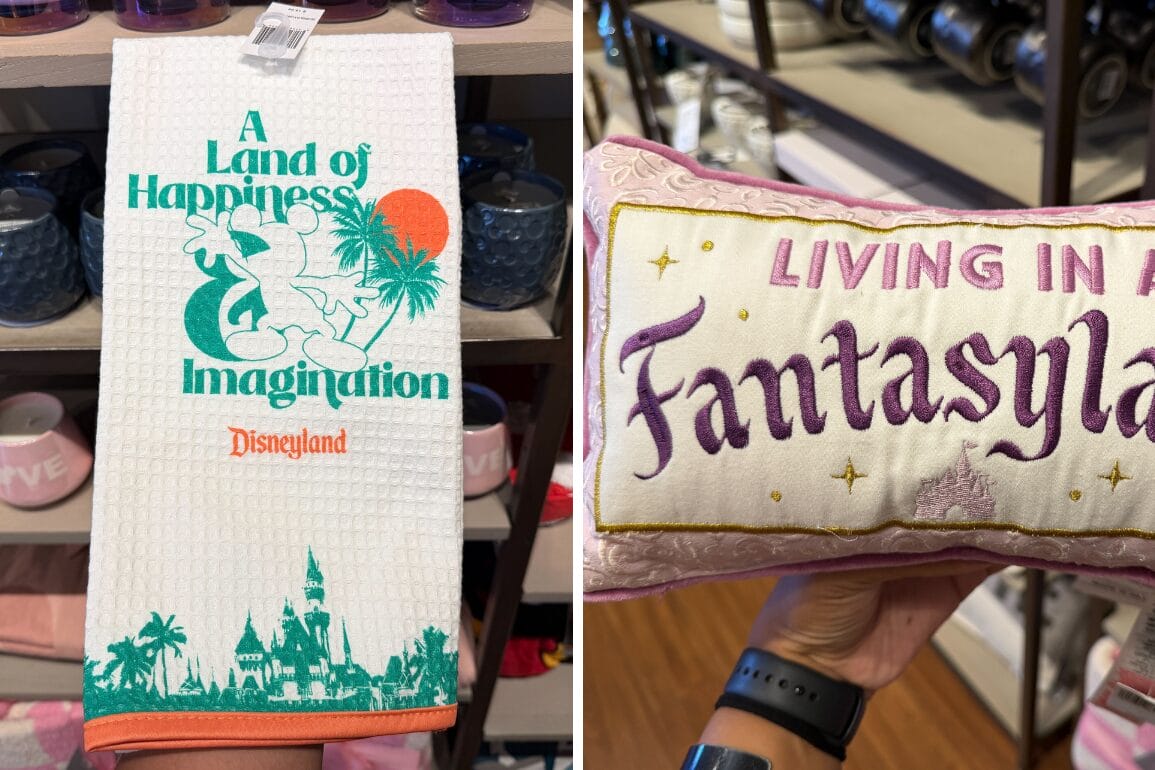 A
Land of
Happiness
&
Imagination
Disneyland
LIVING IN A
Fantasyla